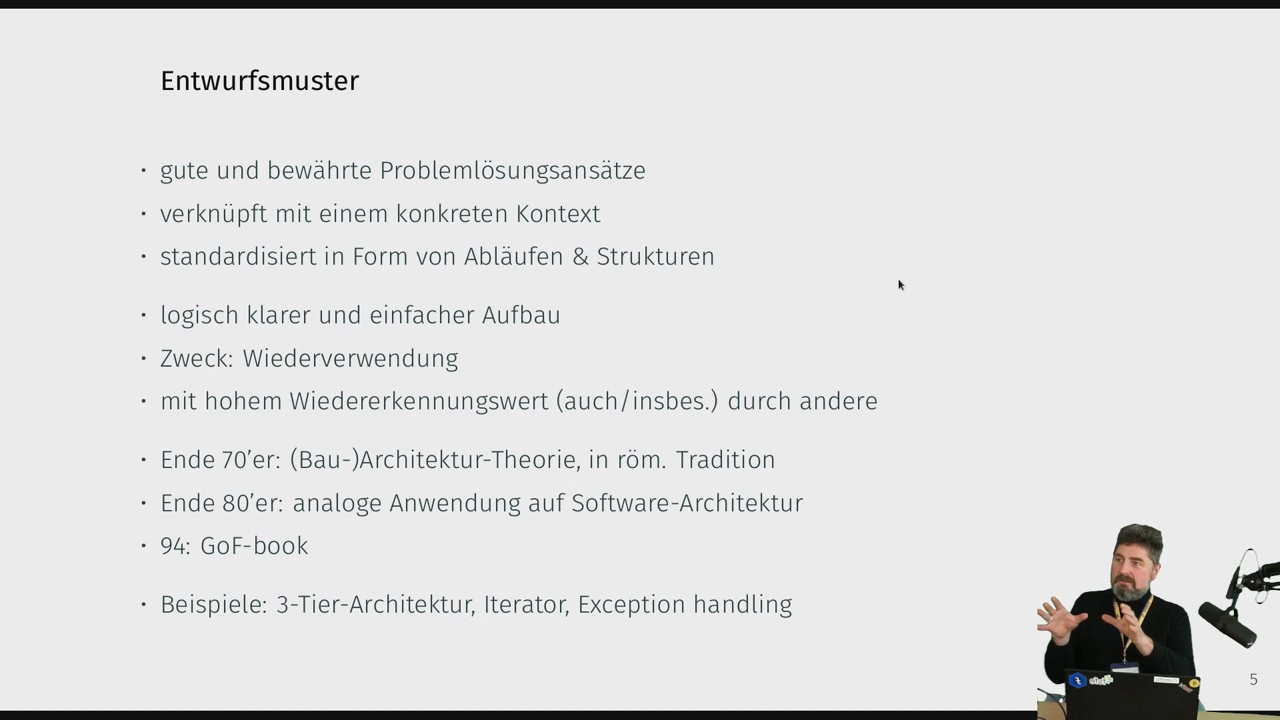 Entwurfsmuster
· gute und bewährte Problemlösungsansätze
· verknüpft mit einem konkreten Kontext
· standardisiert in Form von Abläufen & Strukturen
· logisch klarer und einfacher Aufbau
· Zweck: Wiederverwendung
· mit hohem Wiedererkennungswert (auch/insbes.) durch andere
· Ende 70’er: (Bau-)Architektur-Theorie, in röm. Tradition
· Ende 80’er: analoge Anwendung auf Software-Architektur
· 94: GoF-book
· Beispiele: 3-Tier-Architektur, Iterator, Exception handling
5